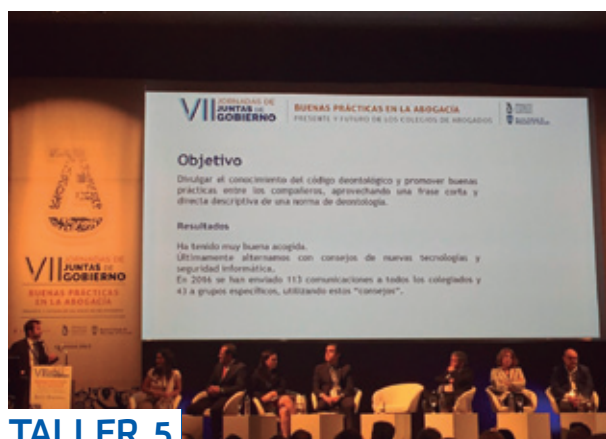 VII JORNADAS DE
JUNTAS DE
GOBIERNO
BUENAS PRÁCTICAS EN LA ABOGACÍA
PRESENTE Y FUTURO DE LOS COLEGIOS DE ABOGADOS
Objetivo
Divulgar el conocimiento del código deontológico y promover buenas
prácticas entre los compañeros, aprovechando una frase corta y
directa descriptiva de una norma de deontología.
Resultados
Ha tenido muy buena acogida.
Últimamente alternamos con consejos de nuevas tecnologías y
seguridad informática.
En 2006 se han enviado 113 comunicaciones a todos los colegiados y
43 a grupos específicos, utilizando estos "consejos".
VII JORNADAS DE
JUNTAS DE
GOBIERNO
BUENAS PRÁCTICAS
EN LA ABOGACÍA
TALLER 5